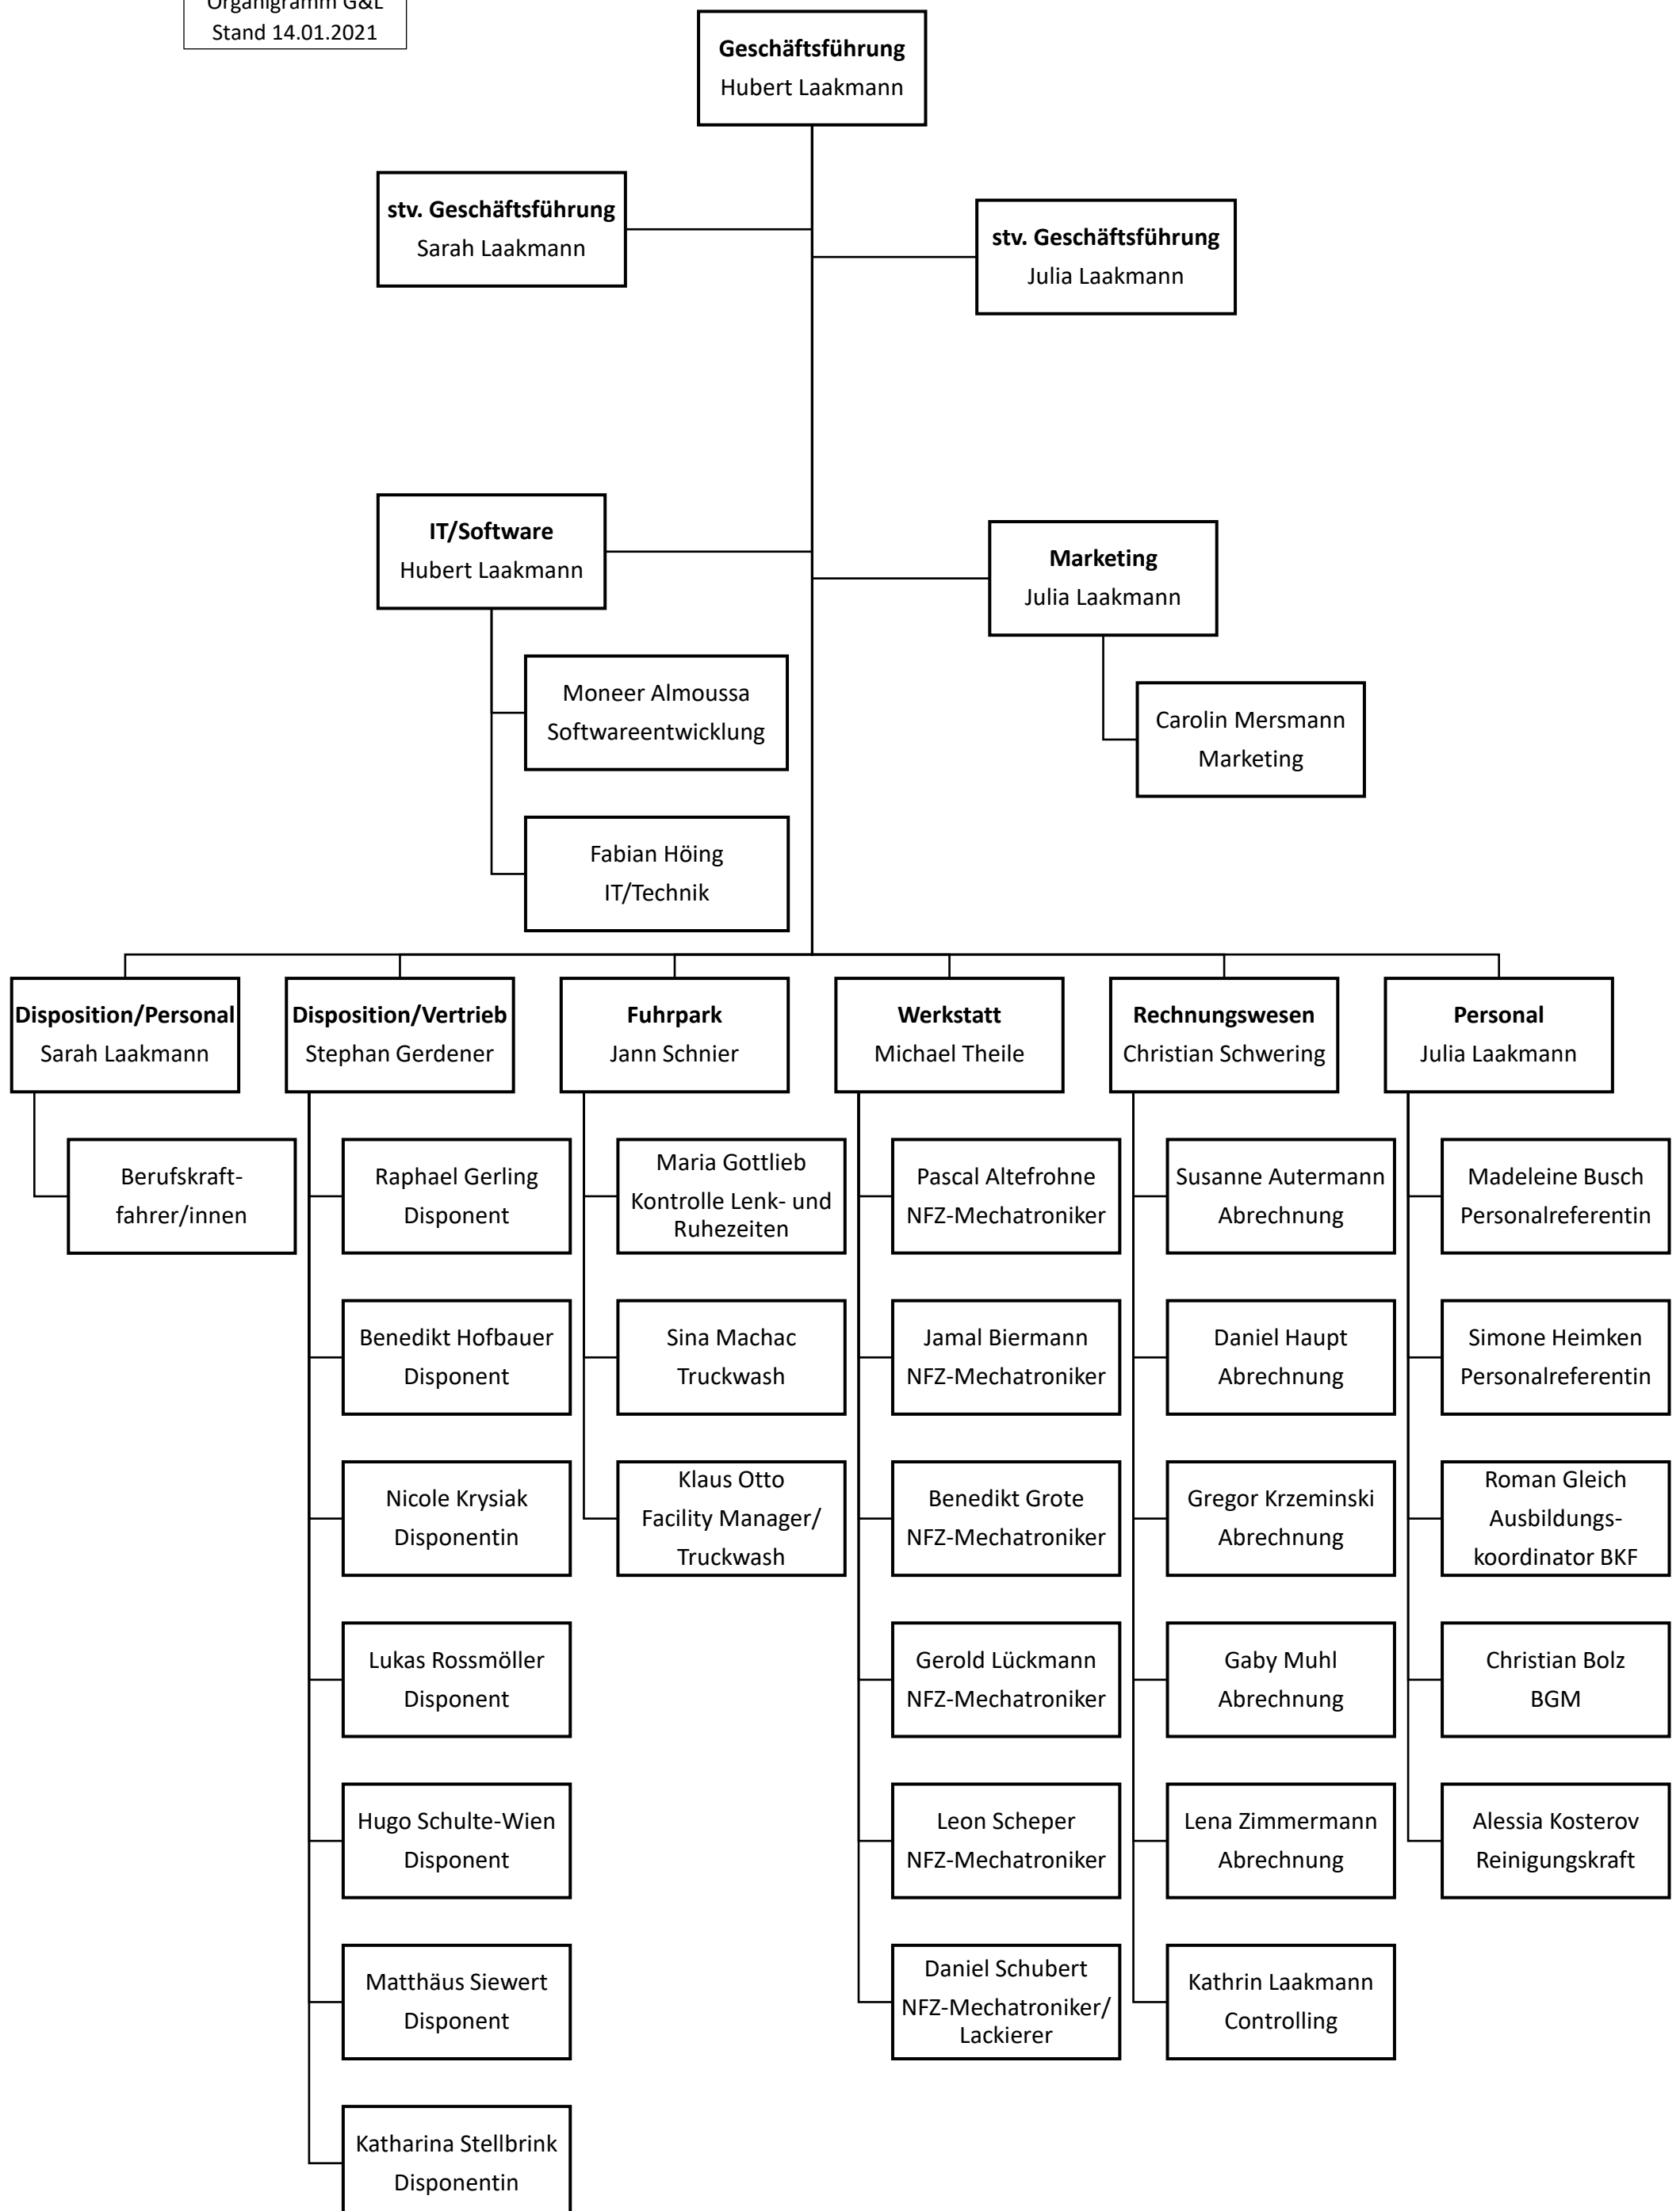 Organigramm G&L
Stand 14.01.2021
Geschäftsführung
Hubert Laakmann
stv. Geschäftsführung
Sarah Laakmann
stv. Geschäftsführung
Julia Laakmann
IT/Software
Hubert Laakmann
Marketing
Julia Laakmann
Moneer Almoussa
Softwareentwicklung
Carolin Mersmann
Marketing
Fabian Höing
IT/Technik
Disposition/Personal
Sarah Laakmann
Berufskraft-
fahrer/innen
Disposition/Vertrieb
Stephan Gerdener
Raphael Gerling
Disponent
Benedikt Hofbauer
Disponent
Nicole Krysiak
Disponentin
Lukas Rossmöller
Disponent
Hugo Schulte-Wien
Disponent
Matthäus Siewert
Disponent
Katharina Stellbrink
Disponentin
Fuhrpark
Jann Schnier
Maria Gottlieb
Kontrolle Lenk- und
Ruhezeiten
Sina Machac
Truckwash
Klaus Otto
Facility Manager/
Truckwash
Werkstatt
Michael Theile
Pascal Altefrohne
NFZ-Mechatroniker
Jamal Biermann
NFZ-Mechatroniker
Benedikt Grote
NFZ-Mechatroniker
Gerold Lückmann
NFZ-Mechatroniker
Leon Scheper
NFZ-Mechatroniker
Daniel Schubert
NFZ-Mechatroniker/
Lackierer
Rechnungswesen
Christian Schwering
Susanne Autermann
Abrechnung
Daniel Haupt
Abrechnung
Gregor Krzeminski
Abrechnung
Gaby Muhl
Abrechnung
Lena Zimmermann
Abrechnung
Kathrin Laakmann
Controlling
Personal
Julia Laakmann
Madeleine Busch
Personalreferentin
Simone Heimken
Personalreferentin
Roman Gleich
Ausbildungs-
koordinator BKF
Christian Bolz
BGM
Alessia Kosterov
Reinigungskraft